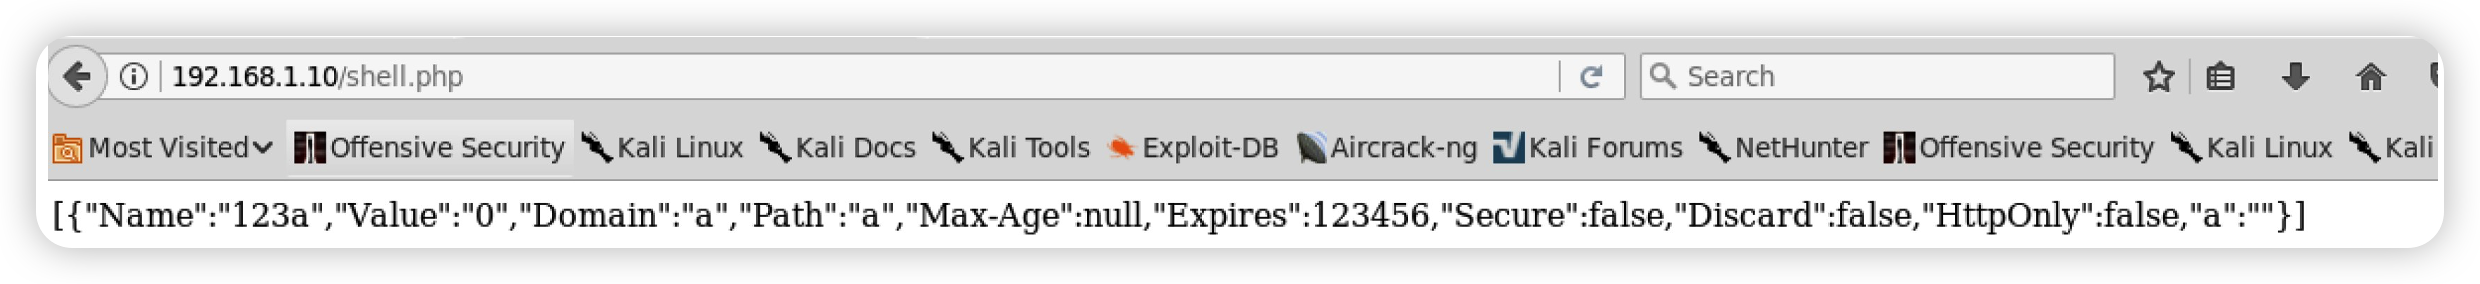 192.168.1.10/shell.php Search
Most Visited Offensive Security Kali Linux Kali Docs Kali Tools Exploit-DB Aircrack-ng Kali Forums NetHunter Offensive Security Kali Linux Kali
[{"Name":"123a","Value":"0","Domain":"a","Path":"a","Max-Age":null,"Expires":123456,"Secure":false,"Discard":false,"HttpOnly":false,"a":""}]